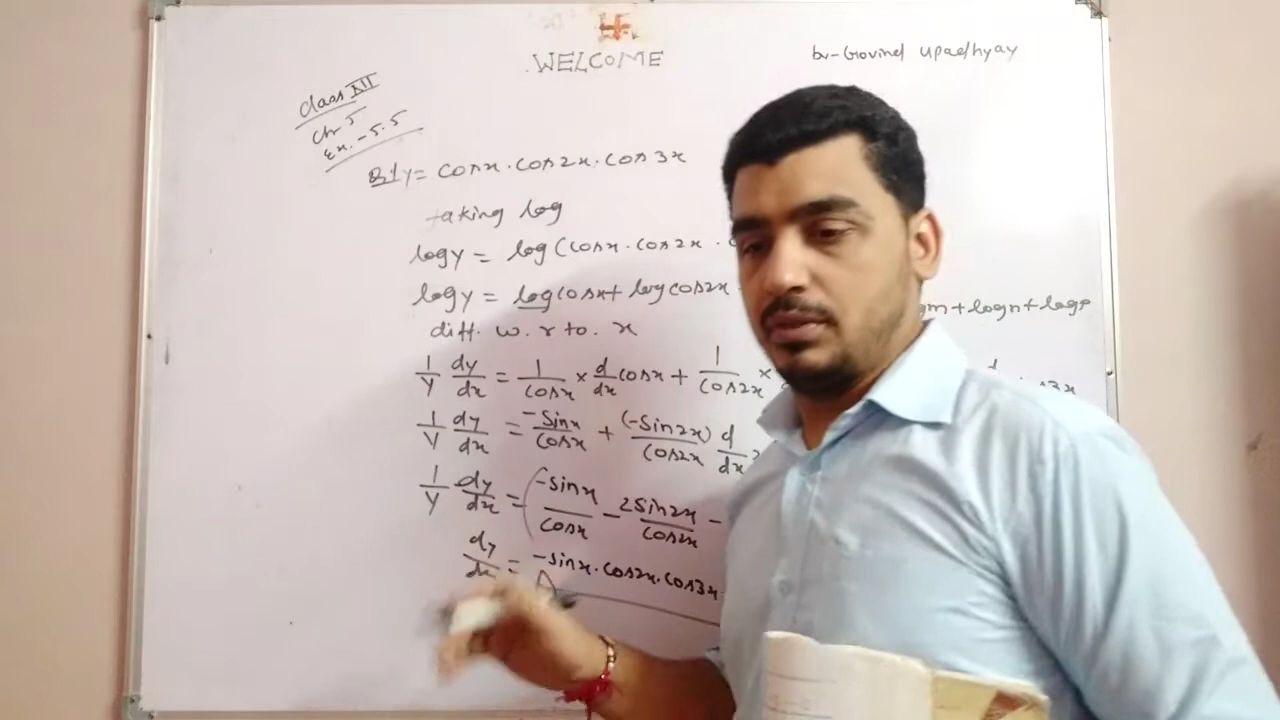 WELCOME
by-Govind Upadhyay
Class XII
Ch 5
Ex.-5.5
Q.1 y = cosx.cos2x.cos3x
taking log
logy = log(cosx.cos2x.
logy = logcosx+logcos2x
gm+logn+logp
diff. w.r to. x
1/y dy/dx = 1/cosx × d/dx cosx + 1/cos2x ×
1/y dy/dx = -sinx/cosx + (-sin2x)/cos2x d/dx
1/y dy/dx = (-sinx/cosx - 2sin2x/cos2x -
dy/dx = -sinx.cos2x.cos3x